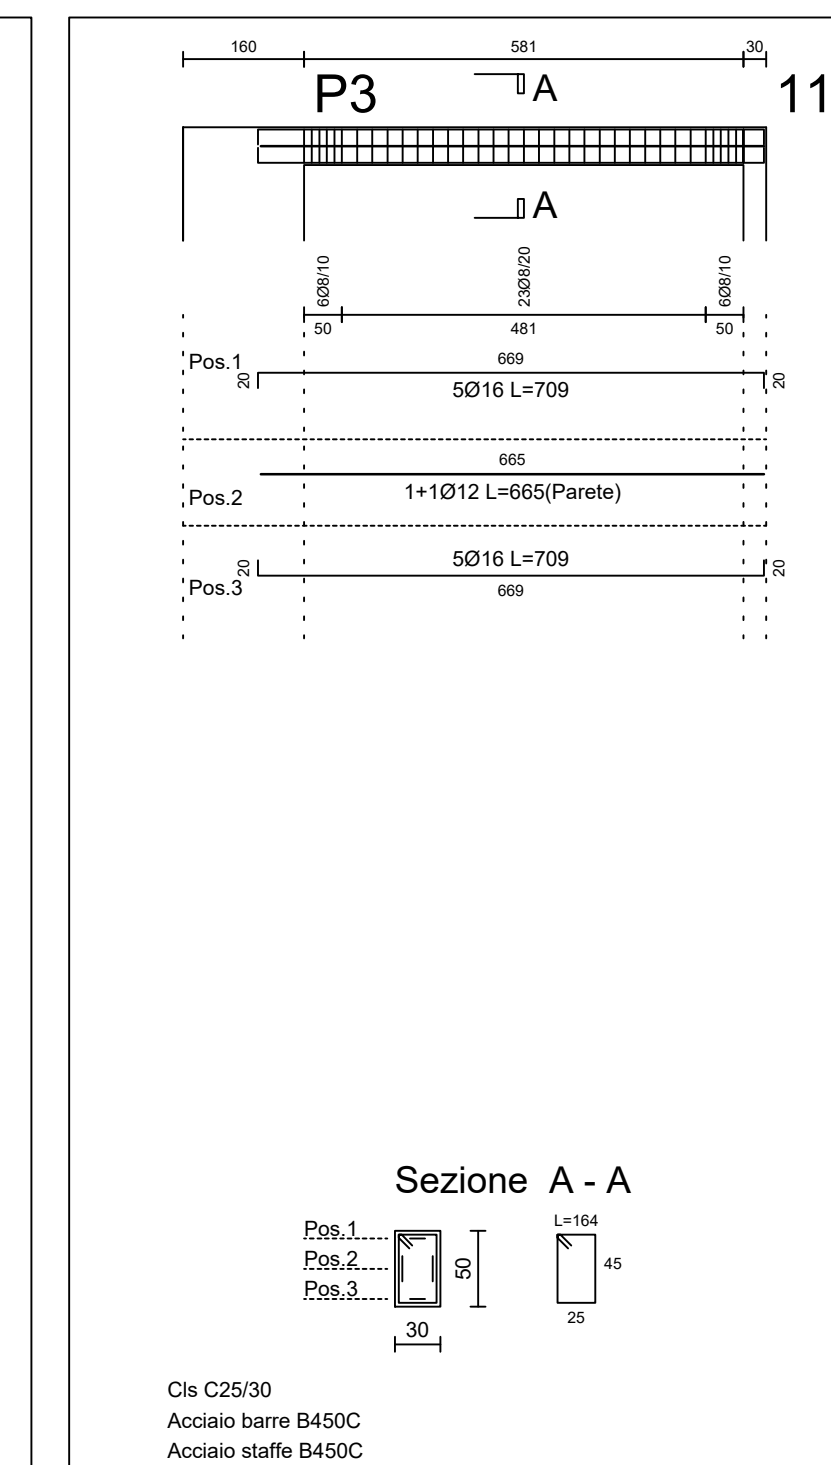 160 581 30
P3 A 11
A
6Ø8/10 23Ø8/20 6Ø8/10
50 481 50
Pos.1 669
20 5Ø16 L=709 20
665
Pos.2 1+1Ø12 L=665(Parete)
20 5Ø16 L=709 20
Pos.3 669
Sezione A - A
Pos.1 L=164
Pos.2 50 45
Pos.3
30 25
Cls C25/30
Acciaio barre B450C
Acciaio staffe B450C